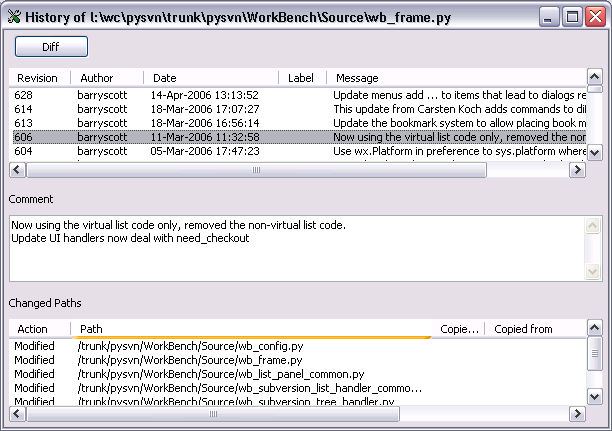 History of I:\wc\pysvn\trunk\pysvn\WorkBench\Source\wb_frame.py
Diff
Revision Author Date Label Message
628 barryscott 14-Apr-2006 13:13:52 Update menus add ... to items that lead to dialogs re
614 barryscott 18-Mar-2006 17:07:27 This update from Carsten Koch adds commands to dif
613 barryscott 18-Mar-2006 16:56:14 Update the bookmark system to allow placing book m
606 barryscott 11-Mar-2006 11:32:58 Now using the virtual list code only, removed the non
604 barryscott 05-Mar-2006 17:47:23 Use wx.Platform in preference to sys.platform where
Comment
Now using the virtual list code only, removed the non-virtual list code.
Update UI handlers now deal with need_checkout
Changed Paths
Action Path Copie... Copied from
Modified /trunk/pysvn/WorkBench/Source/wb_config.py
Modified /trunk/pysvn/WorkBench/Source/wb_frame.py
Modified /trunk/pysvn/WorkBench/Source/wb_list_panel_common.py
Modified /trunk/pysvn/WorkBench/Source/wb_subversion_list_handler_commo...
Modified /trunk/pysvn/WorkBench/Source/wb_subversion_tree_handler.py